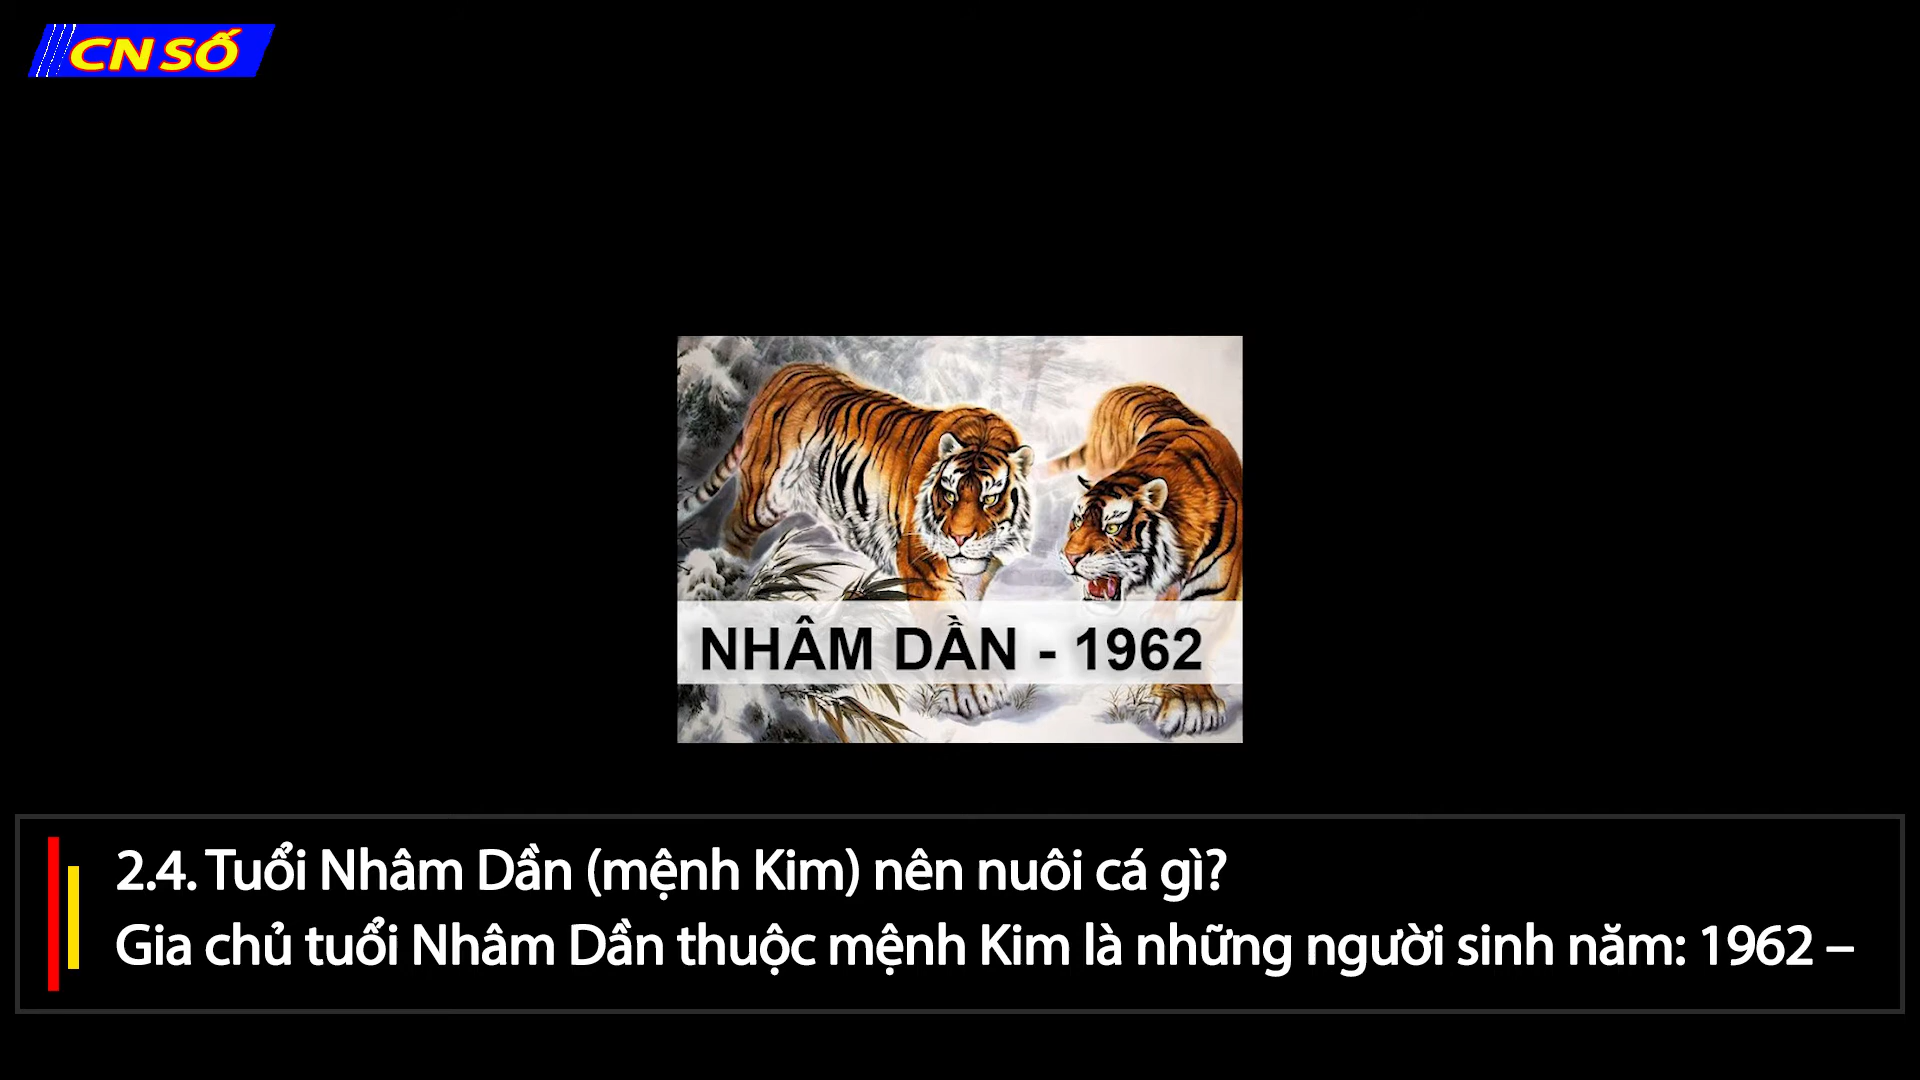 CN SỐ
NHÂM DẦN - 1962
2.4. Tuổi Nhâm Dần (mệnh Kim) nên nuôi cá gì?
Gia chủ tuổi Nhâm Dần thuộc mệnh Kim là những người sinh năm: 1962 –